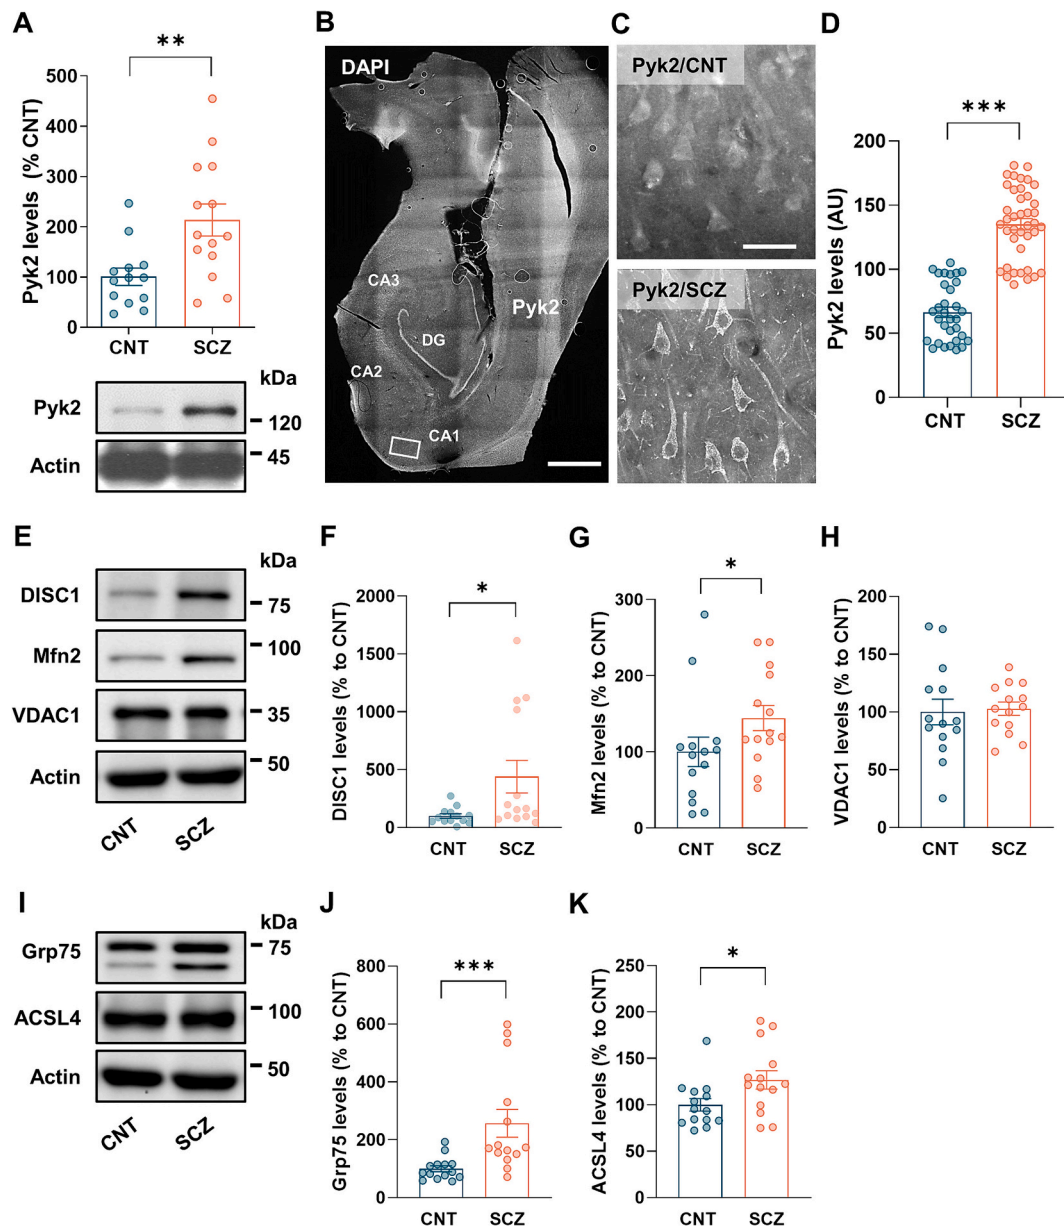 A
**
Pyk2 levels (% CNT)
500
400
300
200
100
0
CNT SCZ
kDa
Pyk2
120
Actin
45
B
DAPI
CA3
DG
Pyk2
CA2
CA1
C
Pyk2/CNT
Pyk2/SCZ
D
***
Pyk2 levels (AU)
200
150
100
50
0
CNT SCZ
E
kDa
DISC1
75
Mfn2
100
VDAC1
35
Actin
50
CNT SCZ
F
*
DISC1 levels (% to CNT)
2000
1500
1000
500
0
CNT SCZ
G
*
Mfn2 levels (% to CNT)
300
200
100
0
CNT SCZ
H
VDAC1 levels (% to CNT)
200
150
100
50
0
CNT SCZ
I
kDa
Grp75
75
ACSL4
100
Actin
50
CNT SCZ
J
***
Grp75 levels (% to CNT)
800
600
400
200
0
CNT SCZ
K
*
ACSL4 levels (% to CNT)
250
200
150
100
50
0
CNT SCZ